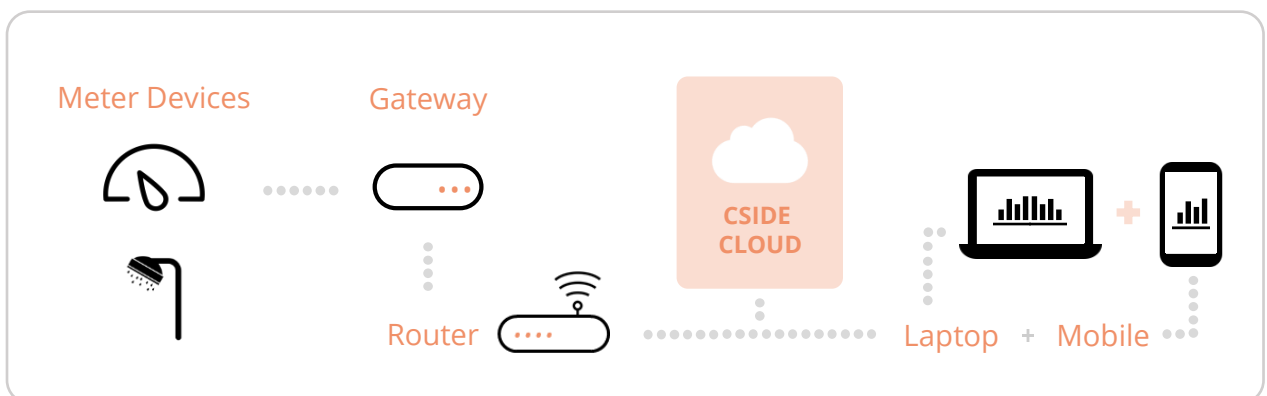 Meter Devices
Gateway
CSIDE
CLOUD
Router
Laptop + Mobile